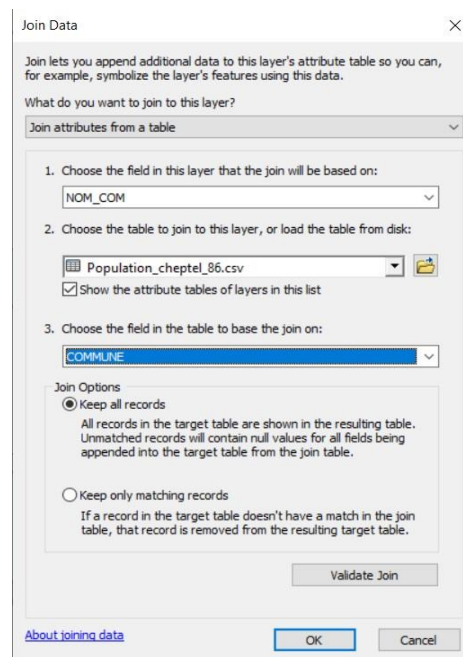 Join Data
Join lets you append additional data to this layer's attribute table so you can,
for example, symbolize the layer's features using this data.
What do you want to join to this layer?
Join attributes from a table
1. Choose the field in this layer that the join will be based on:
NOM_COM
2. Choose the table to join to this layer, or load the table from disk:
Population_cheptel_86.csv
Show the attribute tables of layers in this list
3. Choose the field in the table to base the join on:
COMMUNE
Join Options
Keep all records
All records in the target table are shown in the resulting table.
Unmatched records will contain null values for all fields being
appended into the target table from the join table.
Keep only matching records
If a record in the target table doesn't have a match in the join
table, that record is removed from the resulting target table.
Validate Join
About joining data
OK
Cancel